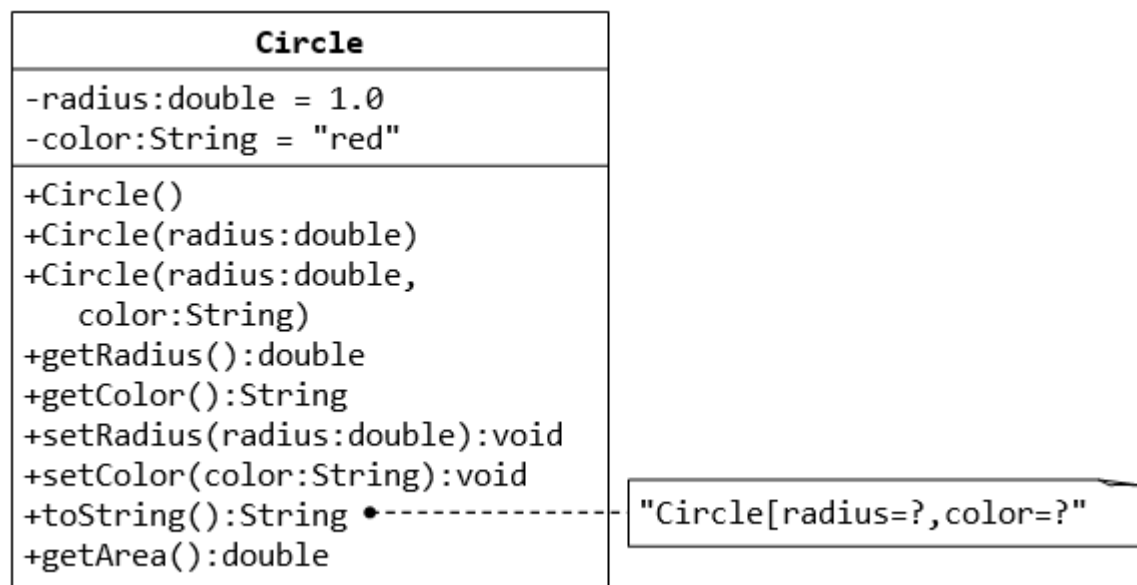 Circle
-radius:double = 1.0
-color:String = "red"
+Circle()
+Circle(radius:double)
+Circle(radius:double,
color:String)
+getRadius():double
+getColor():String
+setRadius(radius:double):void
+setColor(color:String):void
+toString():String
"Circle[radius=?,color=?"
+getArea():double